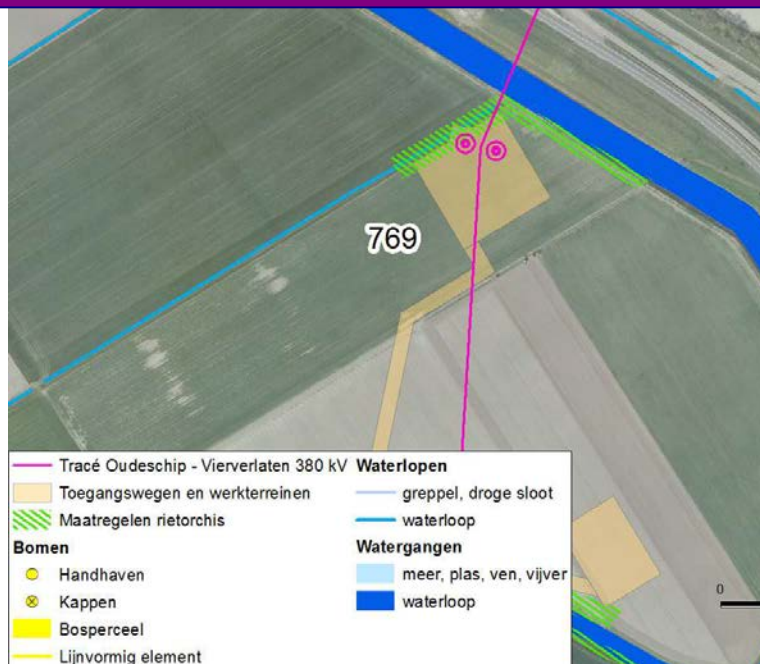 769
Tracé Oudeschip - Vierverlaten 380 kV
Toegangswegen en werkterreinen
Maatregelen rietorchis
Bomen
Handhaven
Kappen
Bosperceel
Lijnvormig element
Waterlopen
greppel, droge sloot
waterloop
Watergangen
meer, plas, ven, vijver
waterloop
0